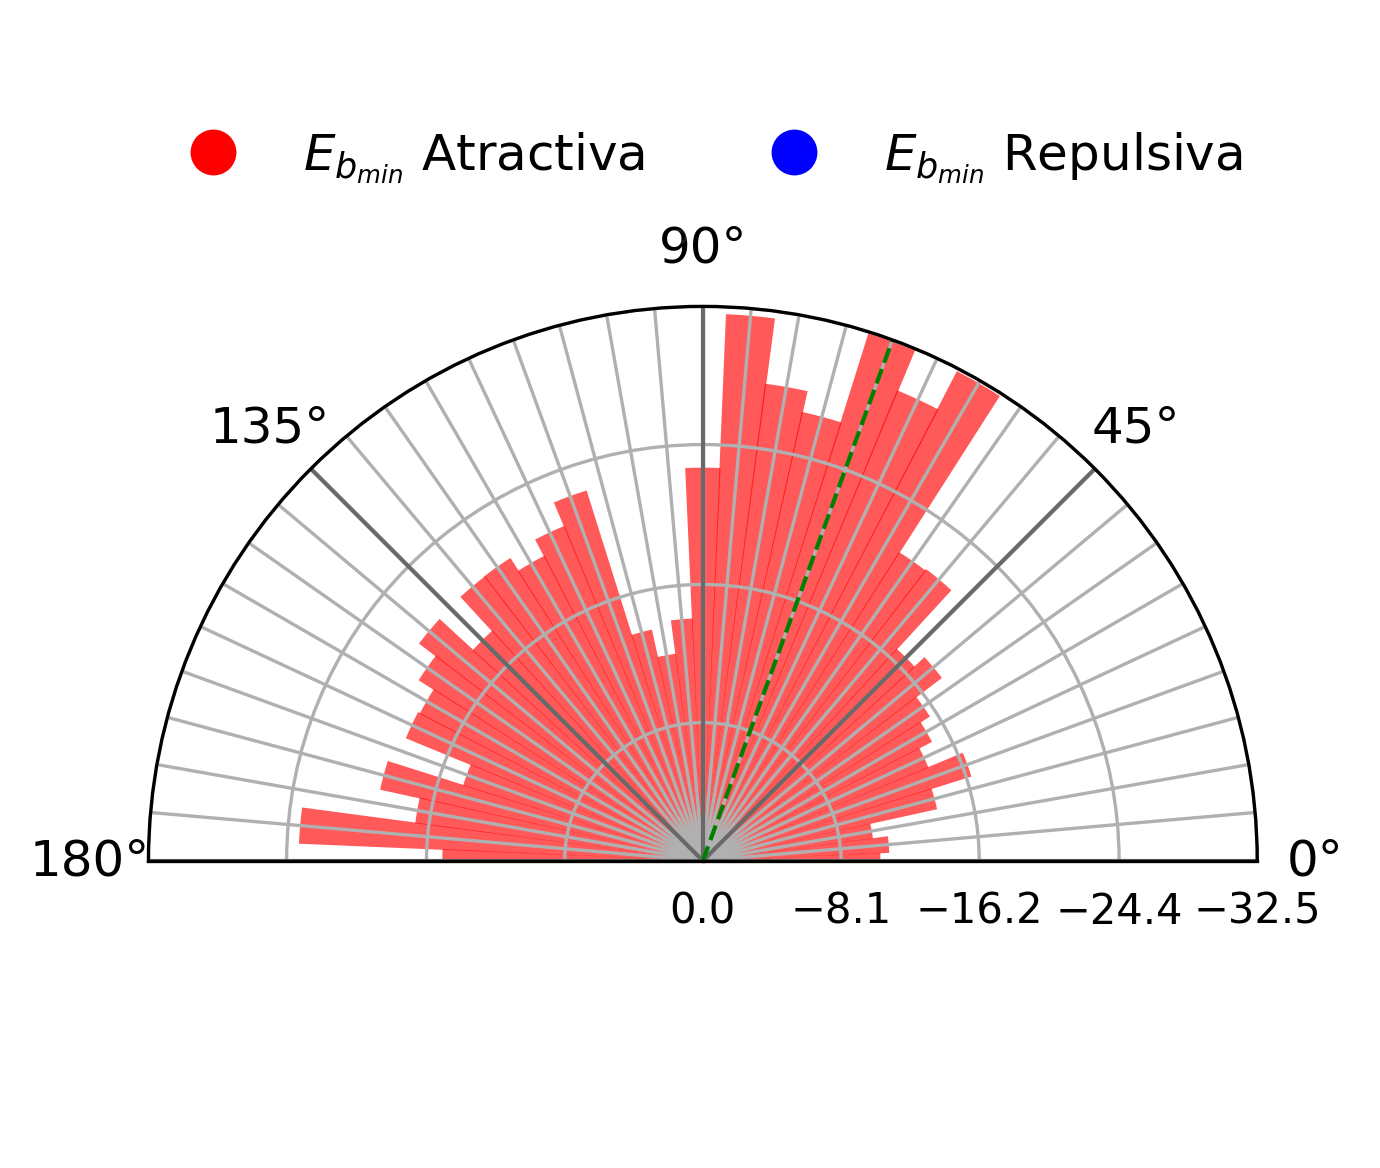 E_{b_{min}} Atractiva E_{b_{min}} Repulsiva
90°
135° 45°
180° 0°
0.0 −8.1 −16.2 −24.4 −32.5